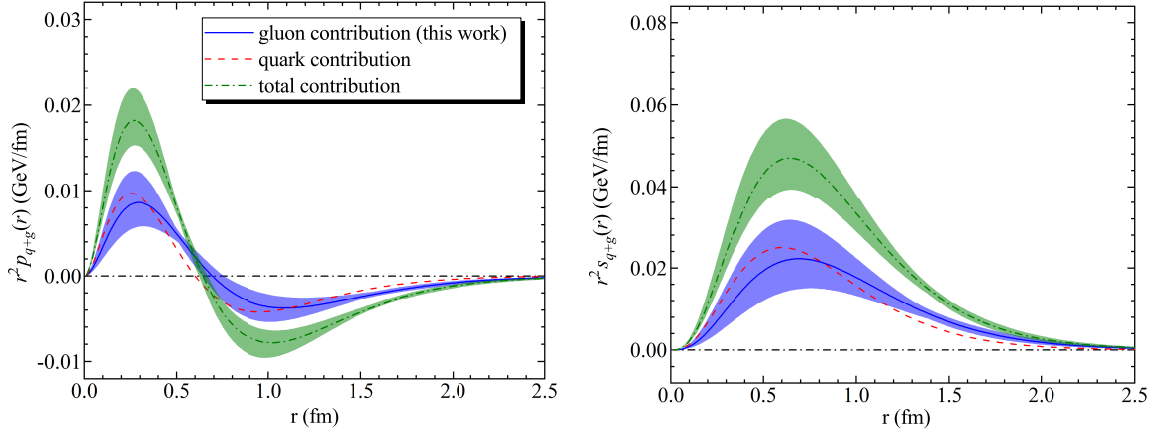 0.03
0.02
0.01
0.00
-0.01
r²p_{q+g}(r) (GeV/fm)
gluon contribution (this work)
quark contribution
total contribution
0.0 0.5 1.0 1.5 2.0 2.5
r (fm)
0.08
0.06
0.04
0.02
0.00
r² s_{q+g}(r) (GeV/fm)
0.0 0.5 1.0 1.5 2.0 2.5
r (fm)